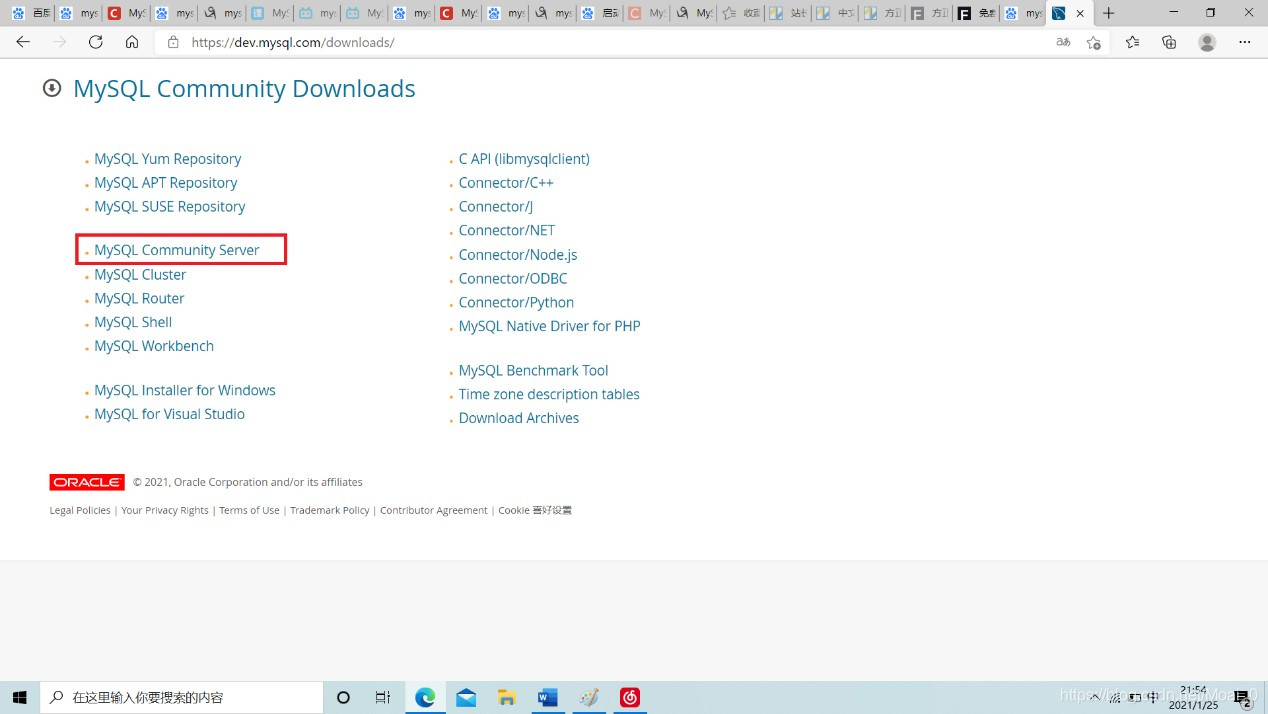 https://dev.mysql.com/downloads/
MySQL Community Downloads
MySQL Yum Repository
MySQL APT Repository
MySQL SUSE Repository
MySQL Community Server
MySQL Cluster
MySQL Router
MySQL Shell
MySQL Workbench
MySQL Installer for Windows
MySQL for Visual Studio
C API (libmysqlclient)
Connector/C++
Connector/J
Connector/NET
Connector/Node.js
Connector/ODBC
Connector/Python
MySQL Native Driver for PHP
MySQL Benchmark Tool
Time zone description tables
Download Archives
ORACLE © 2021, Oracle Corporation and/or its affiliates
Legal Policies | Your Privacy Rights | Terms of Use | Trademark Policy | Contributor Agreement | Cookie 喜好设置
在这里输入你要搜索的内容
21:54
2021/1/25